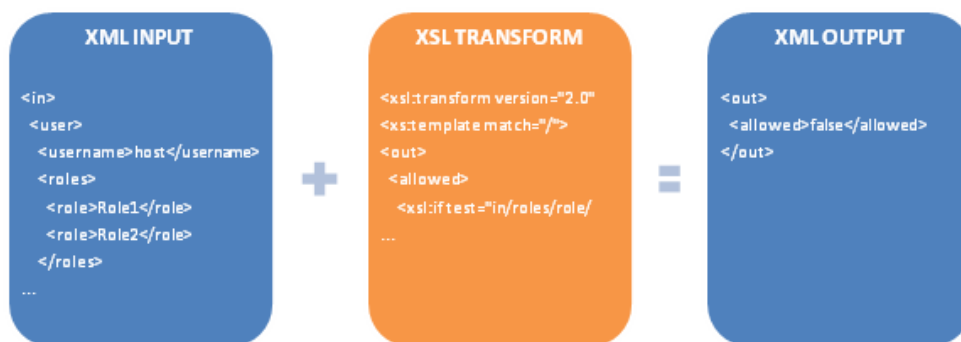 XML INPUT
<in>
<user>
<username>host</username>
<roles>
<role>Role1</role>
<role>Role2</role>
</roles>
...
+
XSL TRANSFORM
<xsl:transform version="2.0"
<xs:template match="/">
<out>
<allowed>
<xsl:if test="in/roles/role/
...
=
XML OUTPUT
<out>
<allowed>false</allowed>
</out>